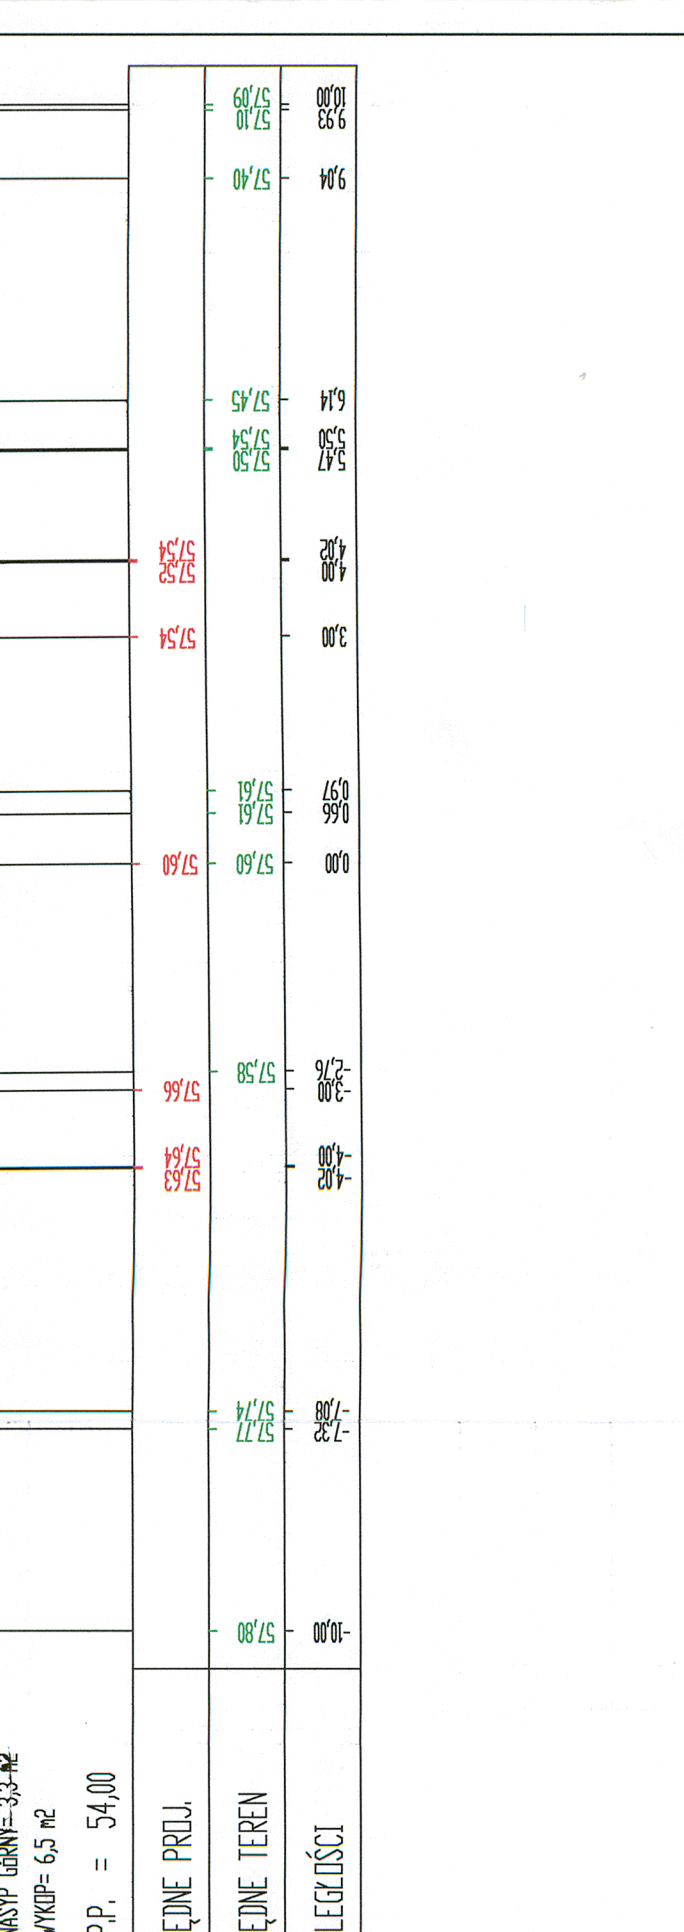 NASYP GÓRNY= 3,3 m2
WYKOP= 6,5 m2
P.P. = 54,00
ĘDNE PROJ. 57,63 57,64 57,66 57,60 57,54 57,52 57,54
ĘDNE TEREN 57,80 57,77 57,74 57,58 57,60 57,61 57,61 57,50 57,54 57,45 57,40 57,10 57,09
LEGŁOŚCI -10,00 -7,32 -7,08 -4,02 -4,00 -3,00 -2,76 0,00 0,66 0,97 3,00 4,00 4,02 5,47 5,50 6,14 9,04 9,93 10,00